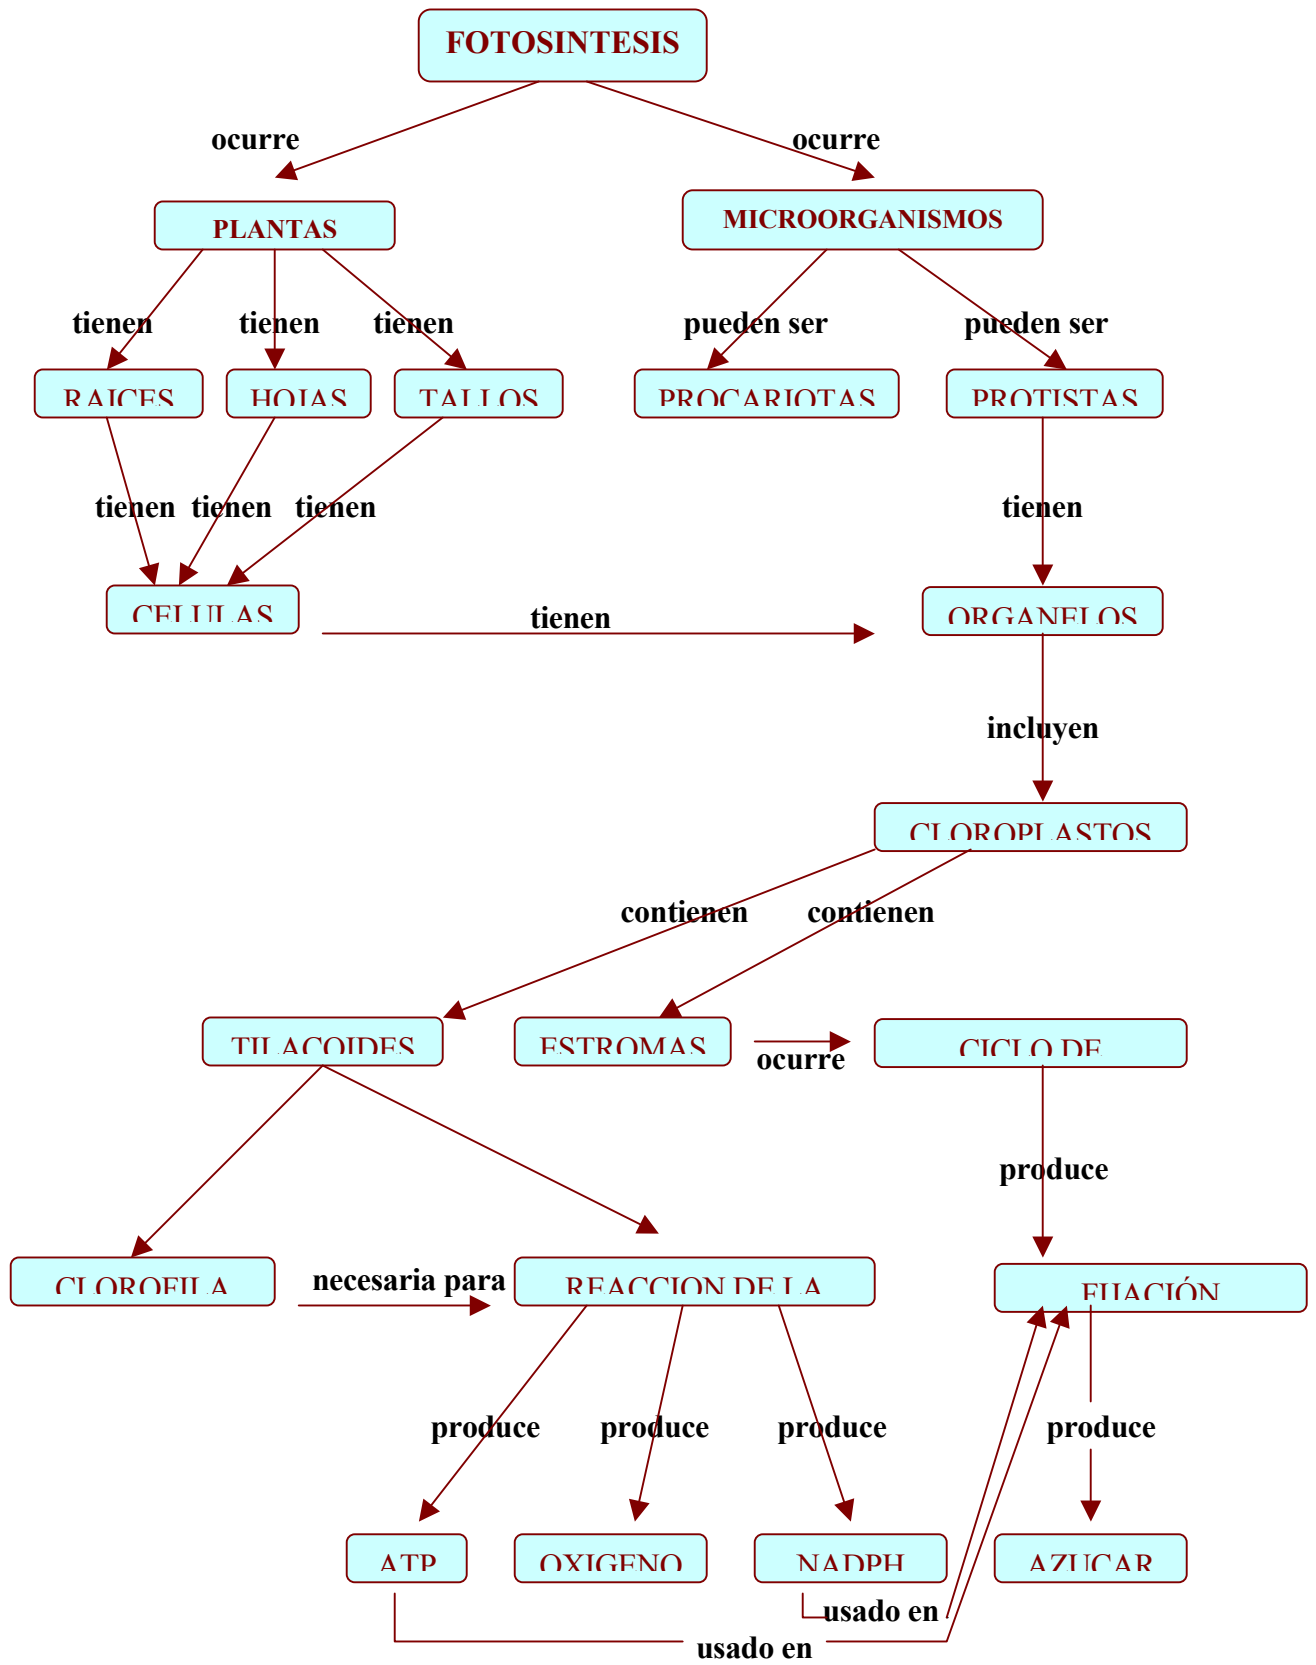 FOTOSINTESIS
ocurre ocurre
PLANTAS MICROORGANISMOS
tienen tienen tienen pueden ser pueden ser
RAICES HOJAS TALLOS PROCARIOTAS PROTISTAS
tienen tienen tienen tienen
CELULAS tienen ORGANELOS
incluyen
CLOROPLASTOS
contienen contienen
TILACOIDES ESTROMAS ocurre CICLO DE
produce
CLOROFILA necesaria para REACCION DE LA FIJACIÓN
produce produce produce produce
ATP OXIGENO NADPH AZUCAR
usado en
usado en